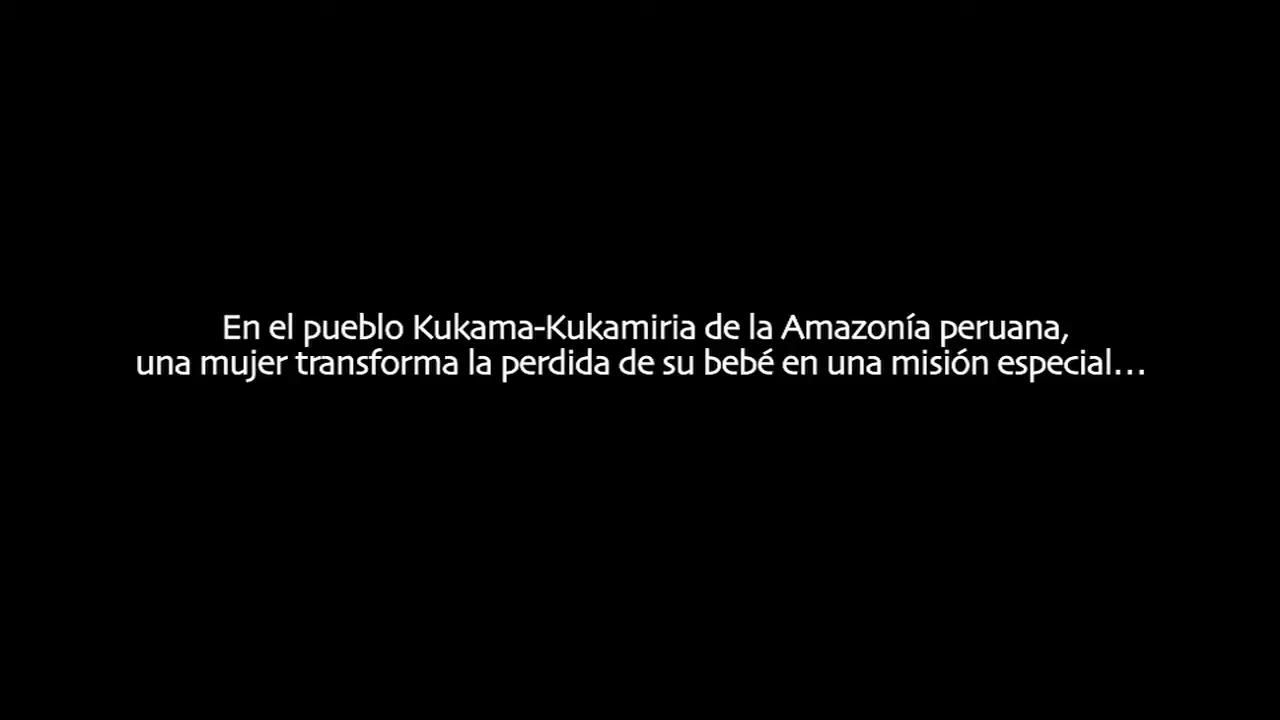 En el pueblo Kukama-Kukamiria de la Amazonía peruana,
una mujer transforma la perdida de su bebé en una misión especial...